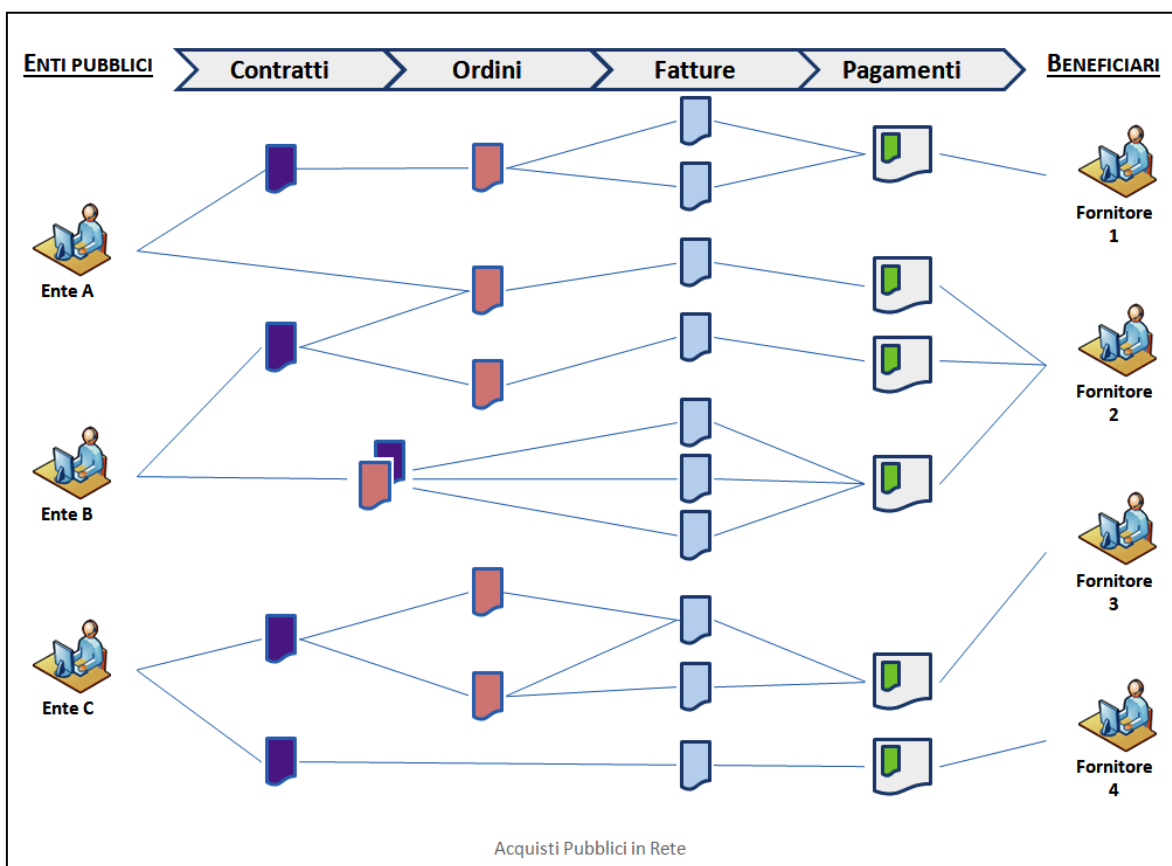 ENTI PUBBLICI
Contratti
Ordini
Fatture
Pagamenti
BENEFICIARI
Ente A
Ente B
Ente C
Fornitore
1
Fornitore
2
Fornitore
3
Fornitore
4
Acquisti Pubblici in Rete